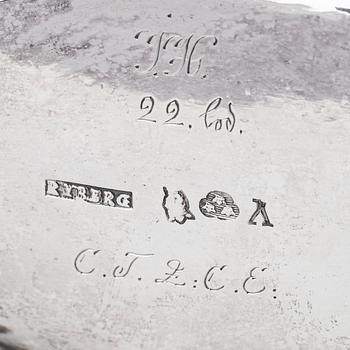 J.H.
22. lod.
RYBERG
C. T. L: C. E: